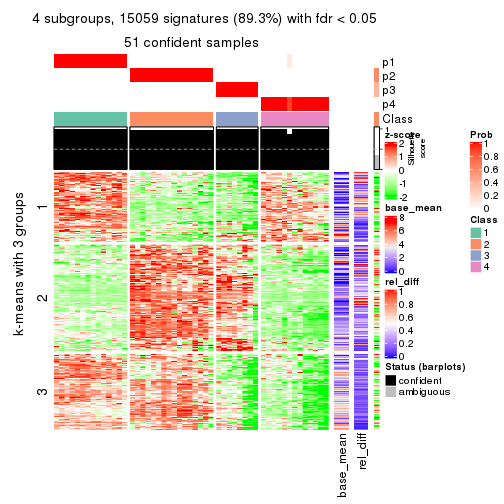 4 subgroups, 15059 signatures (89.3%) with fdr < 0.05
51 confident samples
p1
p2
p3
p4
Class
1
Silhouette
score
z-score
2
1
0
-1
-2
base_mean
8
6
4
2
0
rel_diff
1
0.8
0.6
0.4
0.2
0
Status (barplots)
confident
ambiguous
Prob
1
0.8
0.6
0.4
0.2
0
Class
1
2
3
4
k-means with 3 groups
1
2
3
base_mean
rel_diff